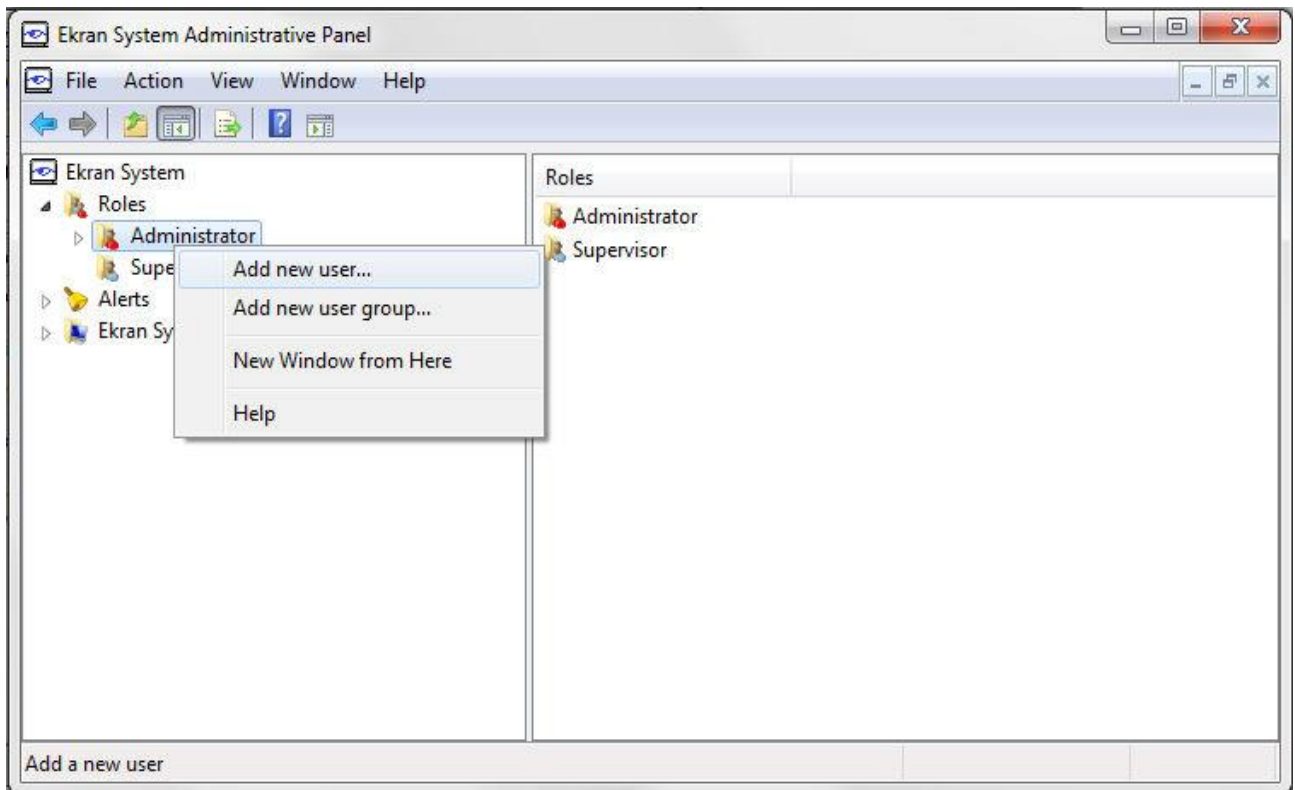 Ekran System Administrative Panel
File Action View Window Help
Ekran System
Roles
Administrator
Supe
Alerts
Ekran Sy
Add new user...
Add new user group...
New Window from Here
Help
Roles
Administrator
Supervisor
Add a new user